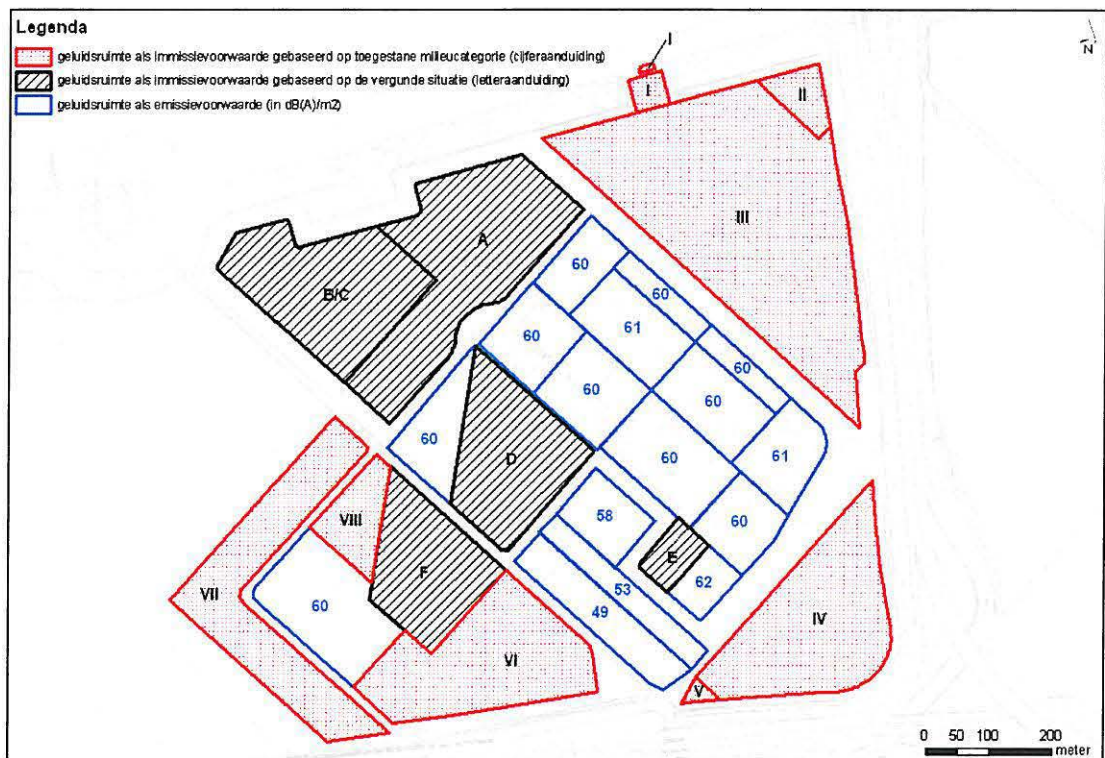 Legenda
geluidsruimte als immissievoorwaarde gebaseerd op toegestane milieucategorie (cijferaanduiding)
geluidsruimte als immissievoorwaarde gebaseerd op de vergunde situatie (letteraanduiding)
geluidsruimte als emissievoorwaarde (in dB(A)/m2)
N
I
I
II
III
A
B/C
60
60
61
60
60
60
60
60
D
60
61
58
60
E
62
53
49
VIII
F
VII
60
VI
IV
V
0 50 100 200
meter